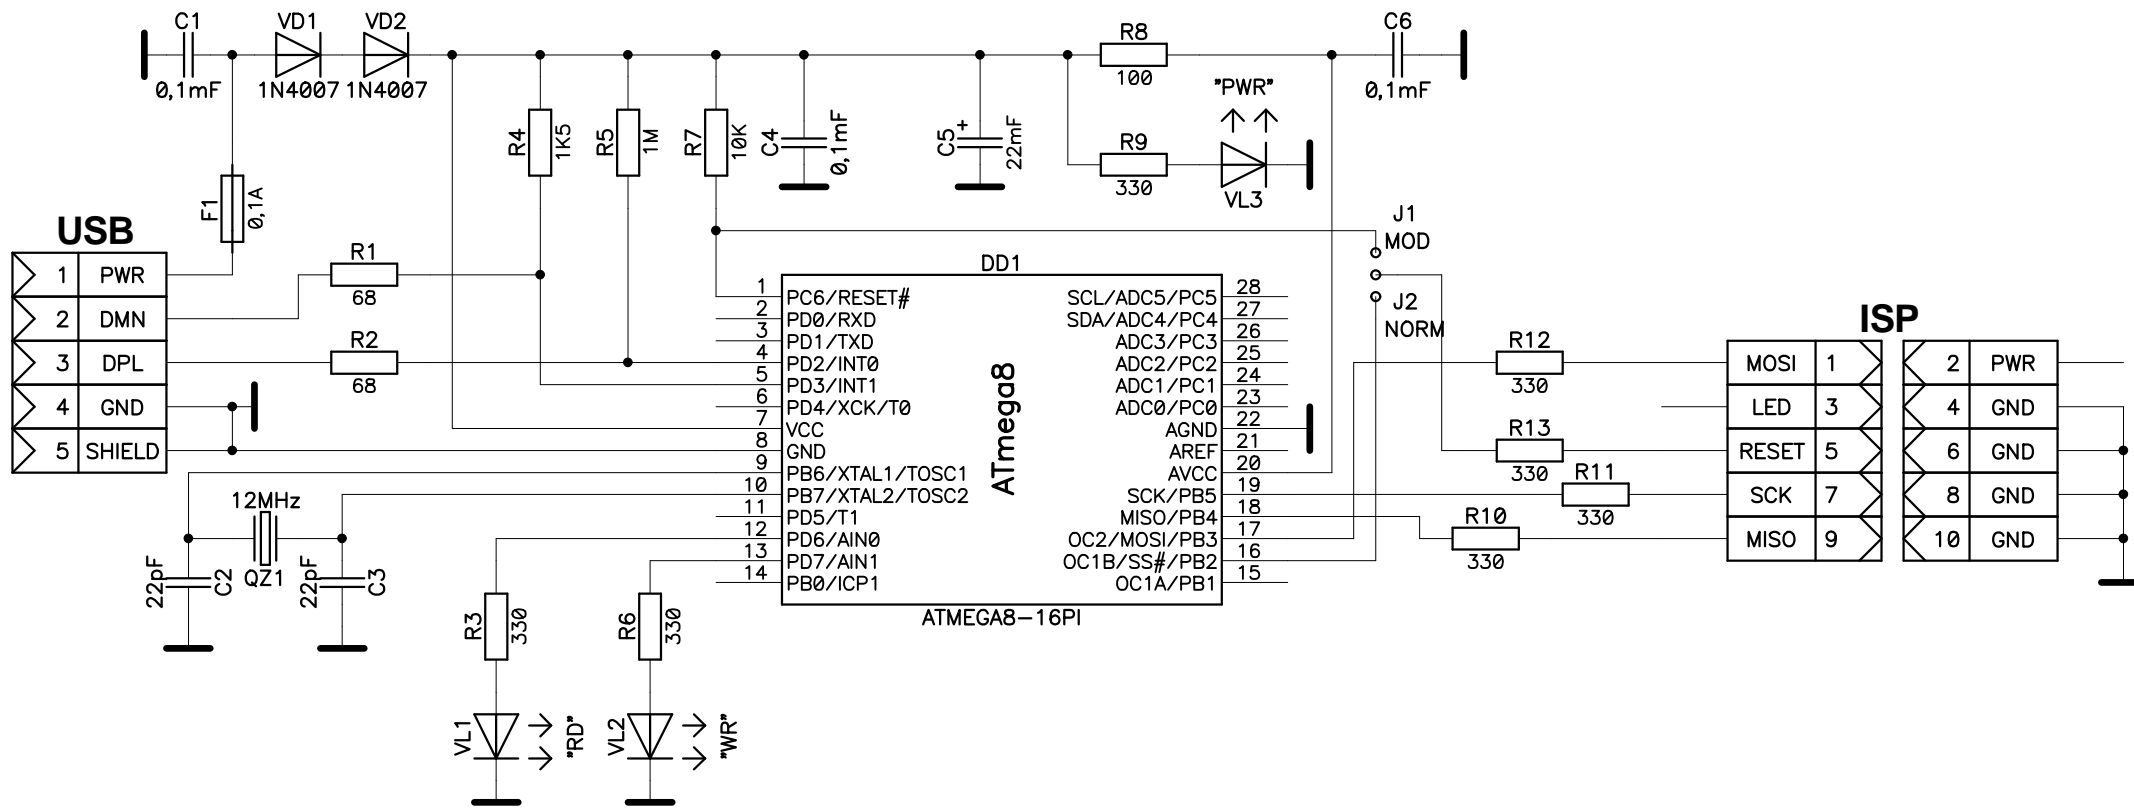 C1
VD1
VD2
R8
C6
0,1mF
1N4007
1N4007
100
0,1mF
"PWR"
R4
1K5
R5
1M
R7
10K
C4
0,1mF
C5
+
22mF
R9
330
VL3
F1
0,1A
USB
1 PWR
2 DMN
3 DPL
4 GND
5 SHIELD
R1
68
R2
68
J1
MOD
J2
NORM
DD1
1 PC6/RESET#
2 PD0/RXD
3 PD1/TXD
4 PD2/INT0
5 PD3/INT1
6 PD4/XCK/T0
7 VCC
8 GND
9 PB6/XTAL1/TOSC1
10 PB7/XTAL2/TOSC2
11 PD5/T1
12 PD6/AIN0
13 PD7/AIN1
14 PB0/ICP1
ATmega8
SCL/ADC5/PC5 28
SDA/ADC4/PC4 27
ADC3/PC3 26
ADC2/PC2 25
ADC1/PC1 24
ADC0/PC0 23
AGND 22
AREF 21
AVCC 20
SCK/PB5 19
MISO/PB4 18
OC2/MOSI/PB3 17
OC1B/SS#/PB2 16
OC1A/PB1 15
ATMEGA8-16PI
12MHz
QZ1
22pF
C2
22pF
C3
R3
330
R6
330
VL1
"RD"
VL2
"WR"
R12
330
R13
330
R11
330
R10
330
ISP
MOSI 1
LED 3
RESET 5
SCK 7
MISO 9
2 PWR
4 GND
6 GND
8 GND
10 GND